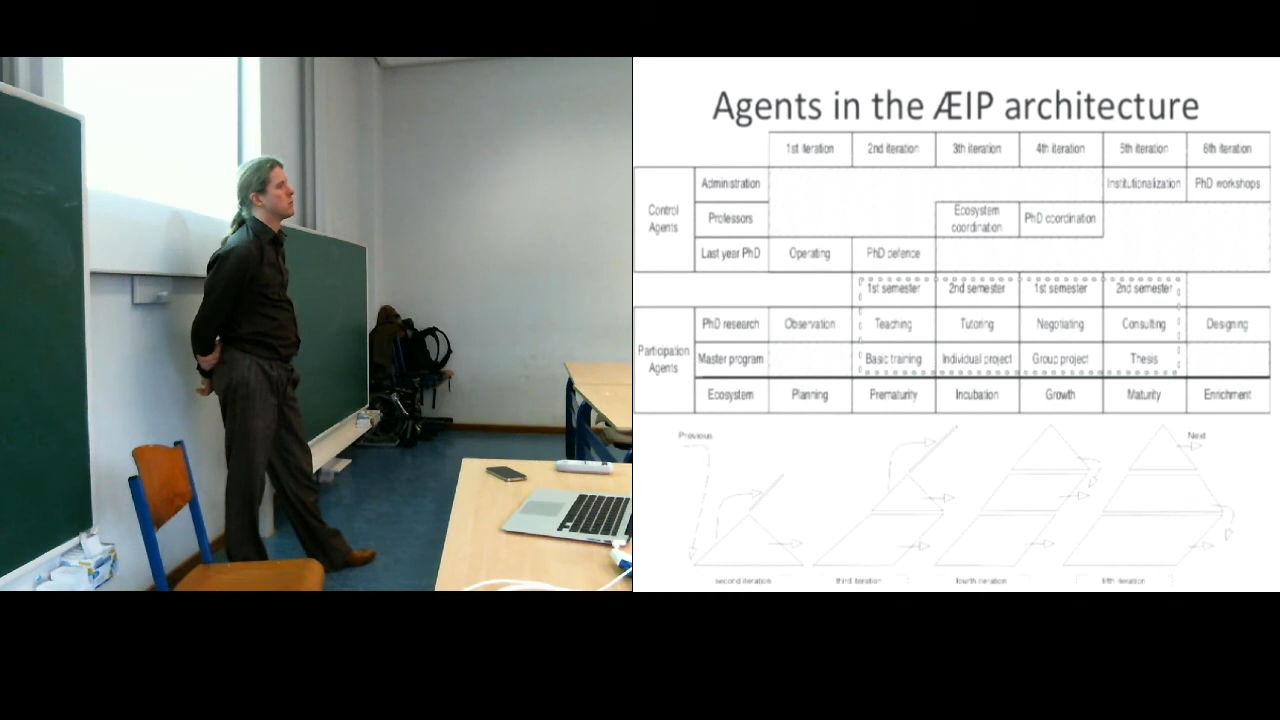 Agents in the ÆIP architecture
1st iteration 2nd iteration 3th iteration 4th iteration 5th iteration 6th iteration
Control Agents
Administration Institutionalization PhD workshops
Professors Ecosystem coordination PhD coordination
Last year PhD Operating PhD defence
1st semester 2nd semester 1st semester 2nd semester
Participation Agents
PhD research Observation Teaching Tutoring Negotiating Consulting Designing
Master program Basic training Individual project Group project Thesis
Ecosystem Planning Prematurity Incubation Growth Maturity Enrichment
Previous Next
second iteration third iteration fourth iteration fifth iteration